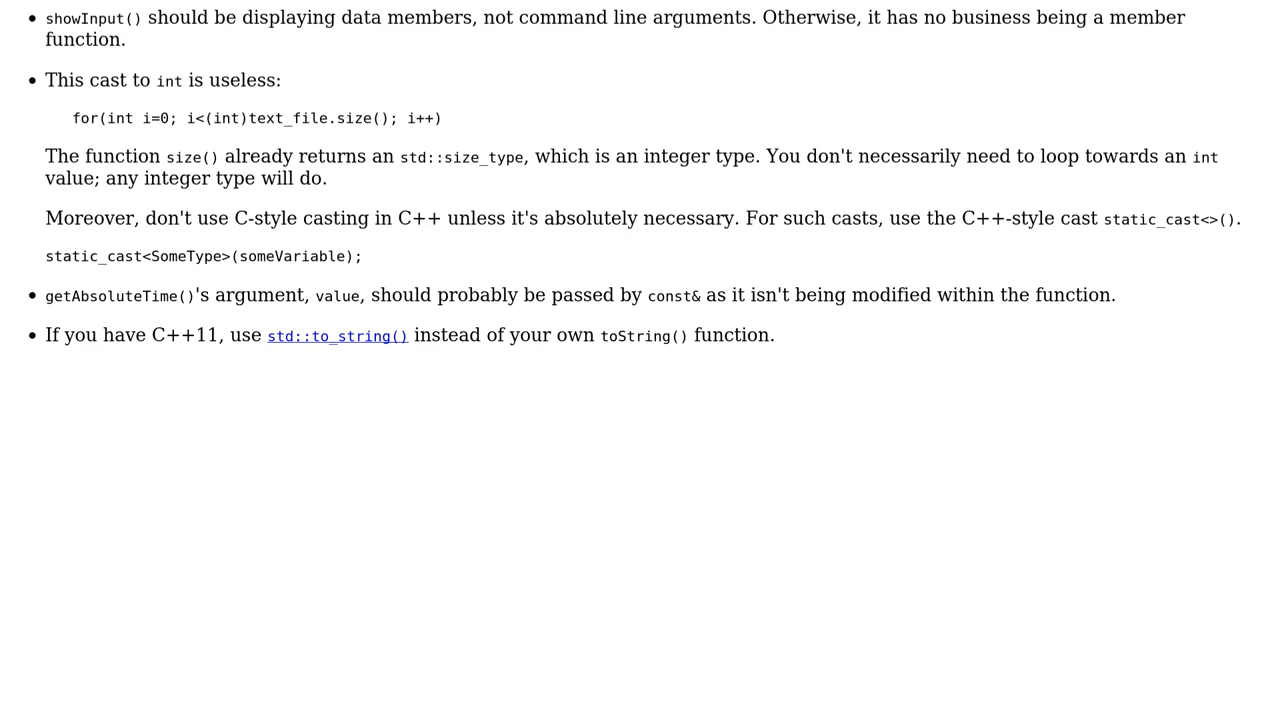 • showInput() should be displaying data members, not command line arguments. Otherwise, it has no business being a member
function.
• This cast to int is useless:
for(int i=0; i<(int)text_file.size(); i++)
The function size() already returns an std::size_type, which is an integer type. You don't necessarily need to loop towards an int
value; any integer type will do.
Moreover, don't use C-style casting in C++ unless it's absolutely necessary. For such casts, use the C++-style cast static_cast<>().
static_cast<SomeType>(someVariable);
• getAbsoluteTime()'s argument, value, should probably be passed by const& as it isn't being modified within the function.
• If you have C++11, use std::to_string() instead of your own toString() function.